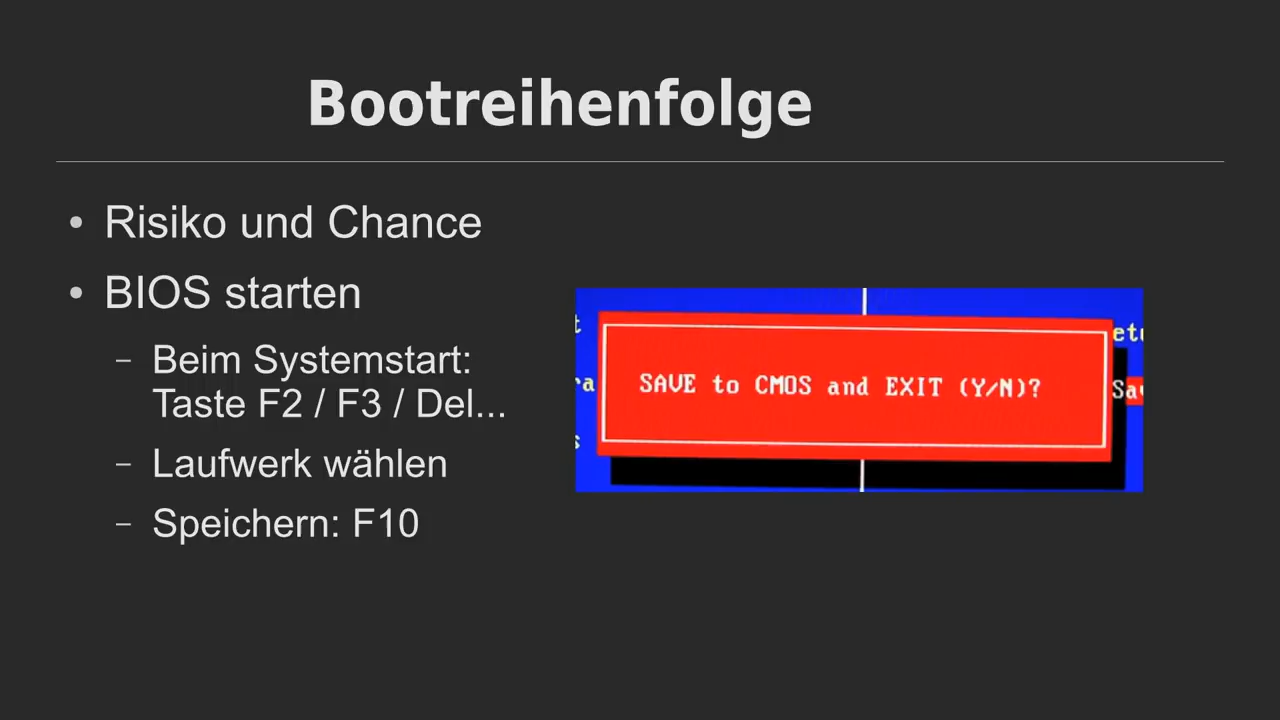 Bootreihenfolge
Risiko und Chance
BIOS starten
Beim Systemstart:
Taste F2 / F3 / Del...
Laufwerk wählen
Speichern: F10
SAVE to CMOS and EXIT (Y/N)?